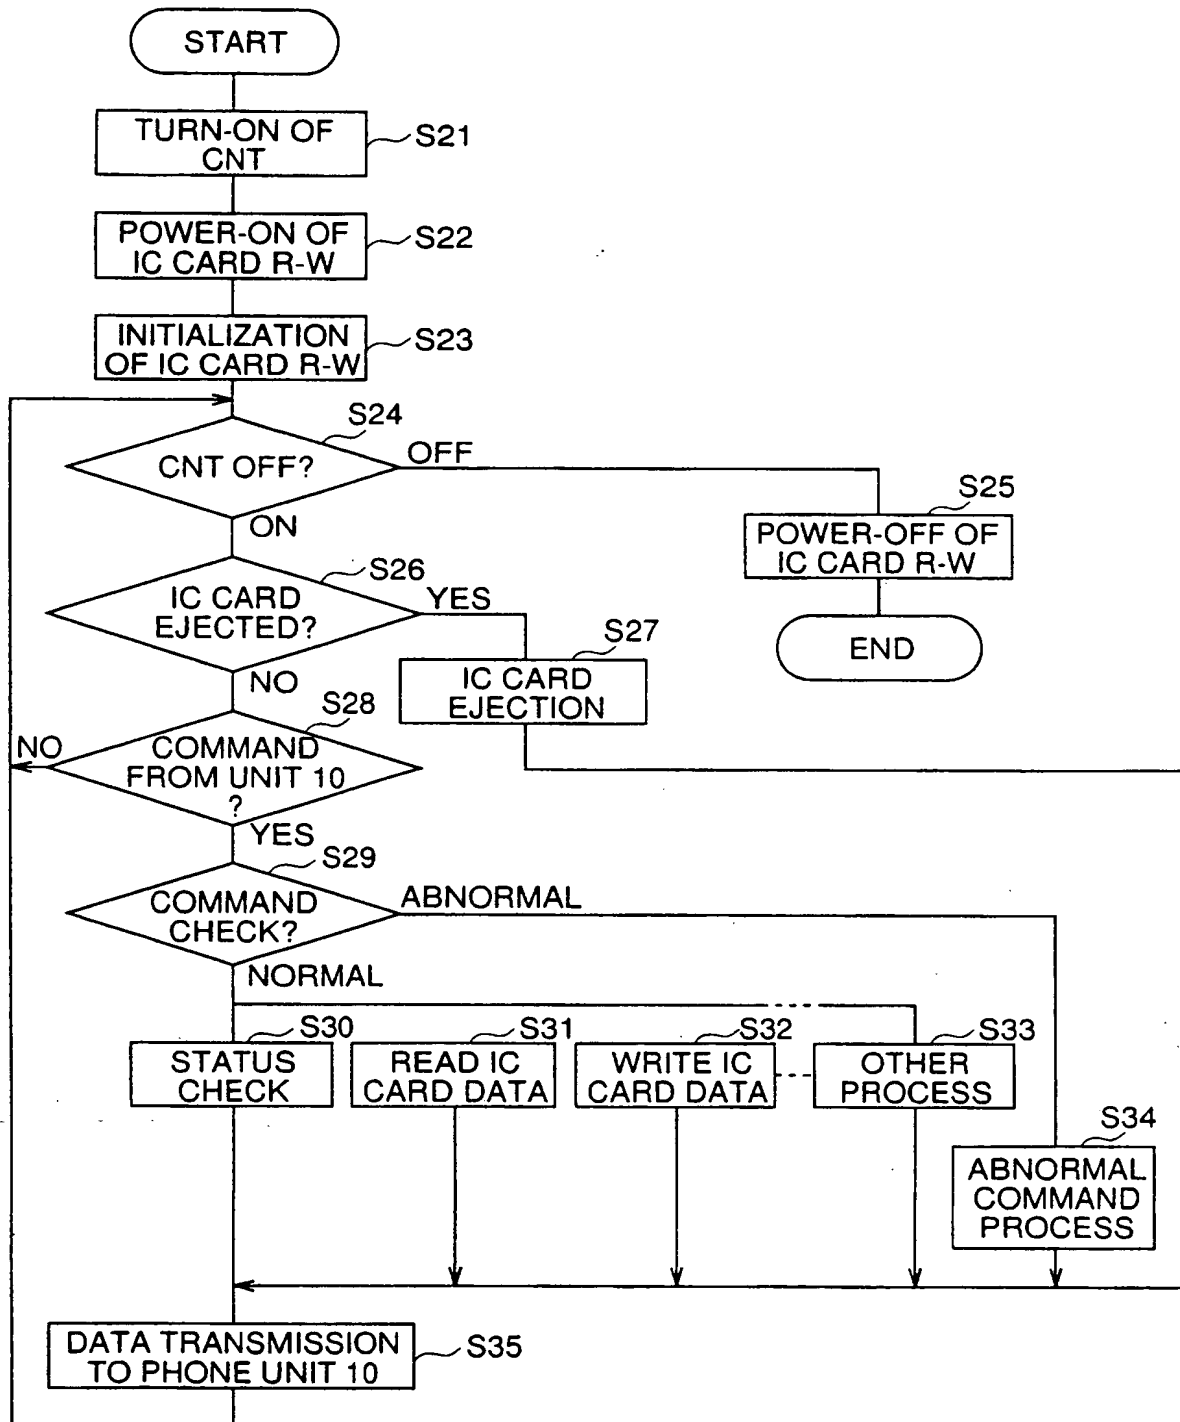 START
TURN-ON OF
CNT
S21
POWER-ON OF
IC CARD R-W
S22
INITIALIZATION
OF IC CARD R-W
S23
S24
CNT OFF?
OFF
ON
S25
POWER-OFF OF
IC CARD R-W
END
S26
IC CARD
EJECTED?
YES
NO
S27
IC CARD
EJECTION
S28
COMMAND
FROM UNIT 10
?
NO
YES
S29
COMMAND
CHECK?
ABNORMAL
NORMAL
S30
STATUS
CHECK
S31
READ IC
CARD DATA
S32
WRITE IC
CARD DATA
S33
OTHER
PROCESS
S34
ABNORMAL
COMMAND
PROCESS
DATA TRANSMISSION
TO PHONE UNIT 10
S35